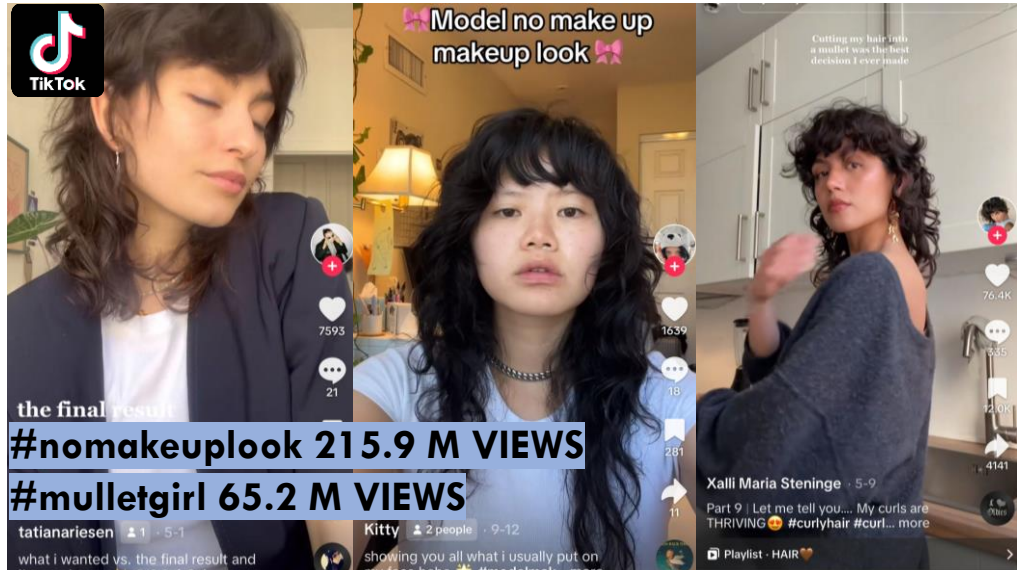 TikTok
the final result
7593
21
#nomakeuplook 215.9 M VIEWS
#mulletgirl 65.2 M VIEWS
tatianariesen 1 · 5-1
what i wanted vs. the final result and
🎀Model no make up
makeup look 🎀
1639
18
281
11
Kitty 2 people · 9-12
showing you all what i usually put on
Cutting my hair into
a mullet was the best
decision I ever made
76.4K
335
12.0K
4141
Xalli Maria Steninge · 5-9
Part 9 | Let me tell you.... My curls are
THRIVING😍 #curlyhair #curl... more
Playlist · HAIR🤎